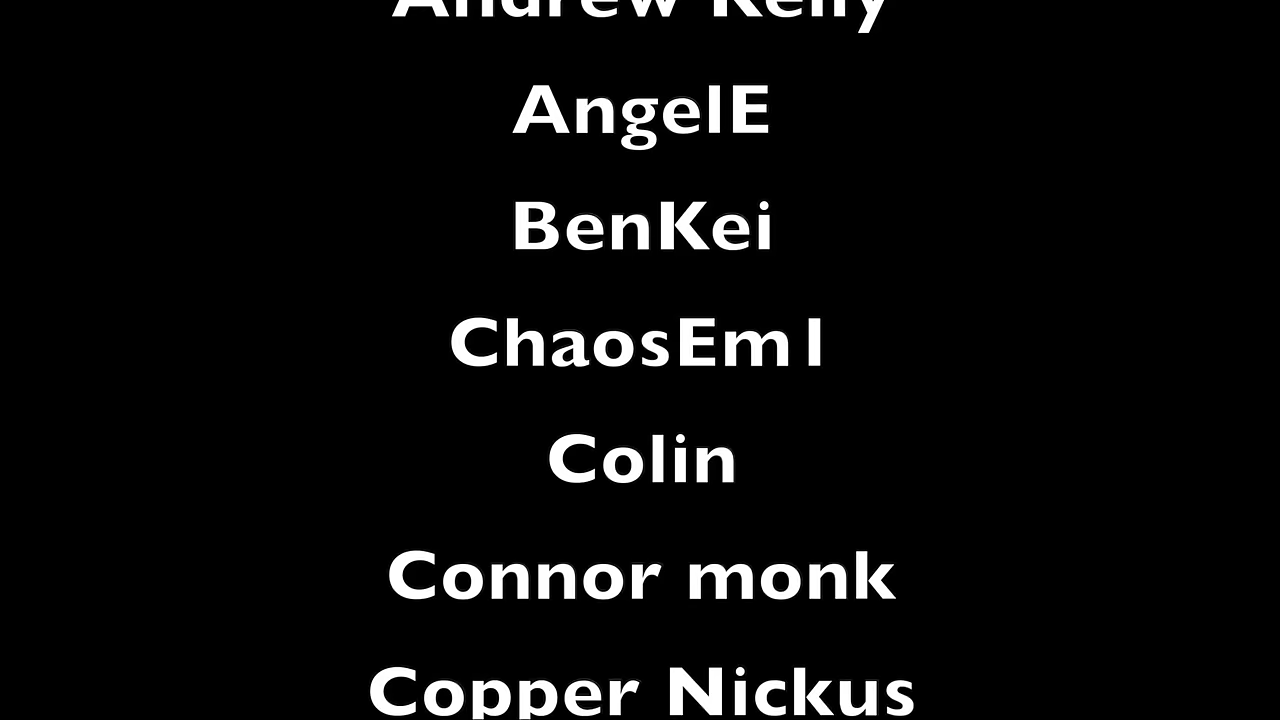 Andrew Kelly
AngelE
BenKei
ChaosEm1
Colin
Connor monk
Copper Nickus